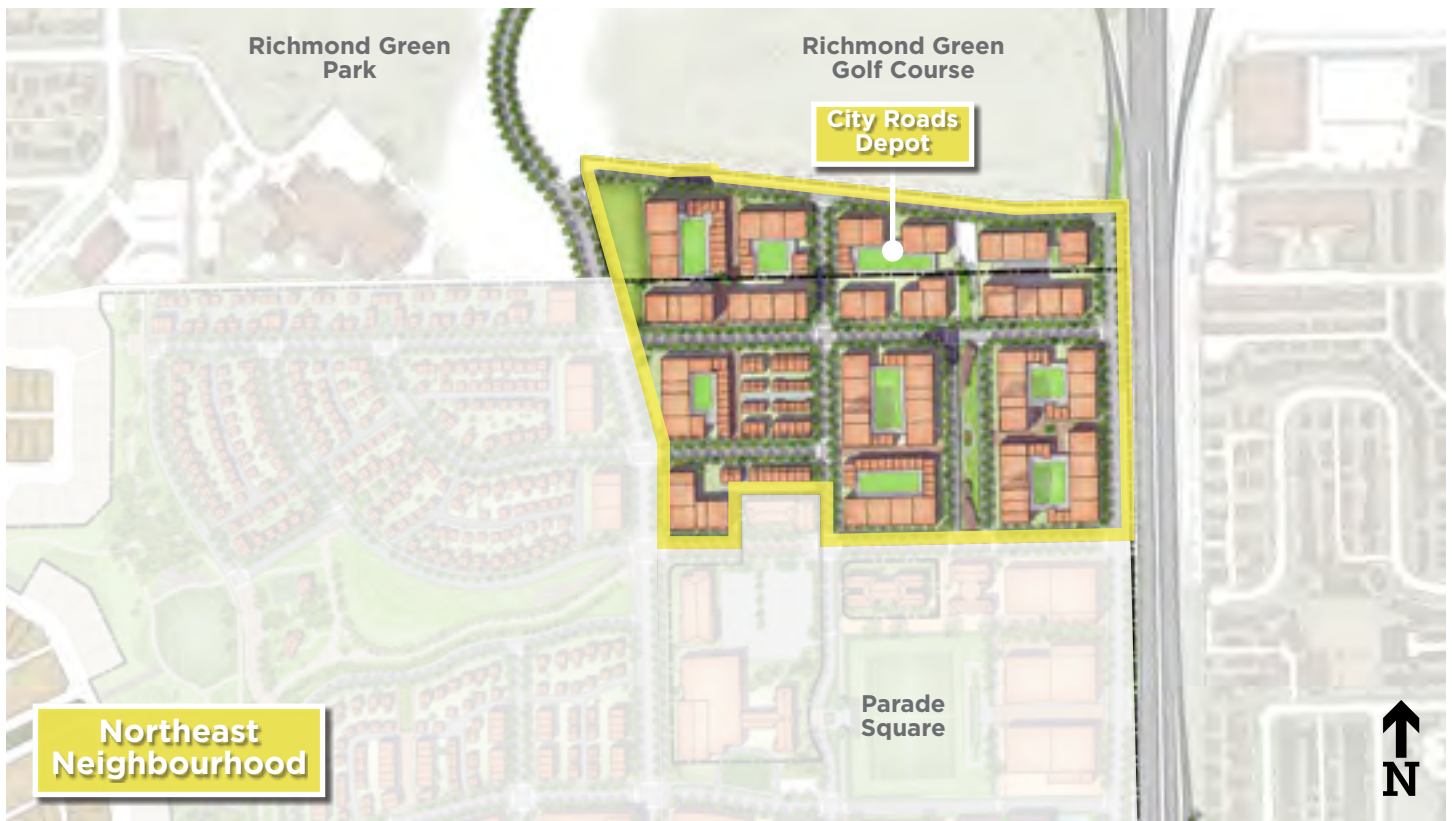 Richmond Green
Park
Richmond Green
Golf Course
City Roads
Depot
Parade
Square
Northeast
Neighbourhood
N